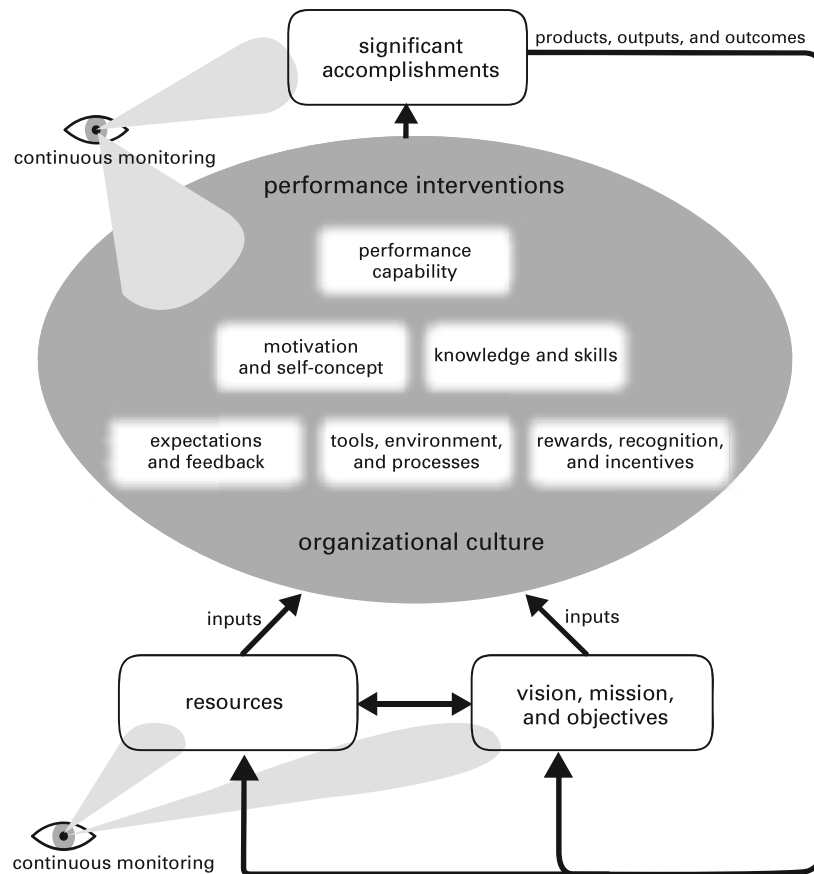 significant
accomplishments
products, outputs, and outcomes
continuous monitoring
performance interventions
performance
capability
motivation
and self-concept
knowledge and skills
expectations
and feedback
tools, environment,
and processes
rewards, recognition,
and incentives
organizational culture
inputs
inputs
resources
vision, mission,
and objectives
continuous monitoring